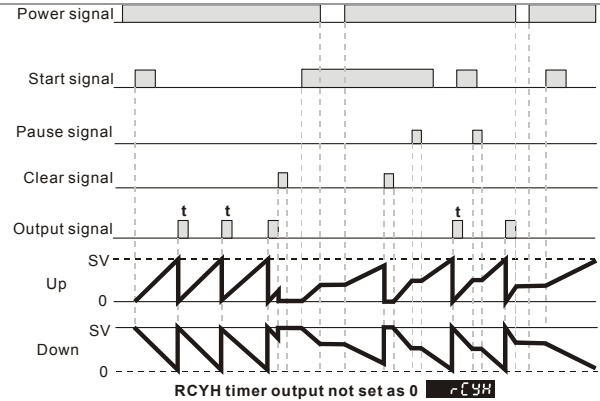 Power signal
Start signal
Pause signal
Clear signal
t t t
Output signal
SV
Up
0
SV
Down
0
RCYH timer output not set as 0 rCYH